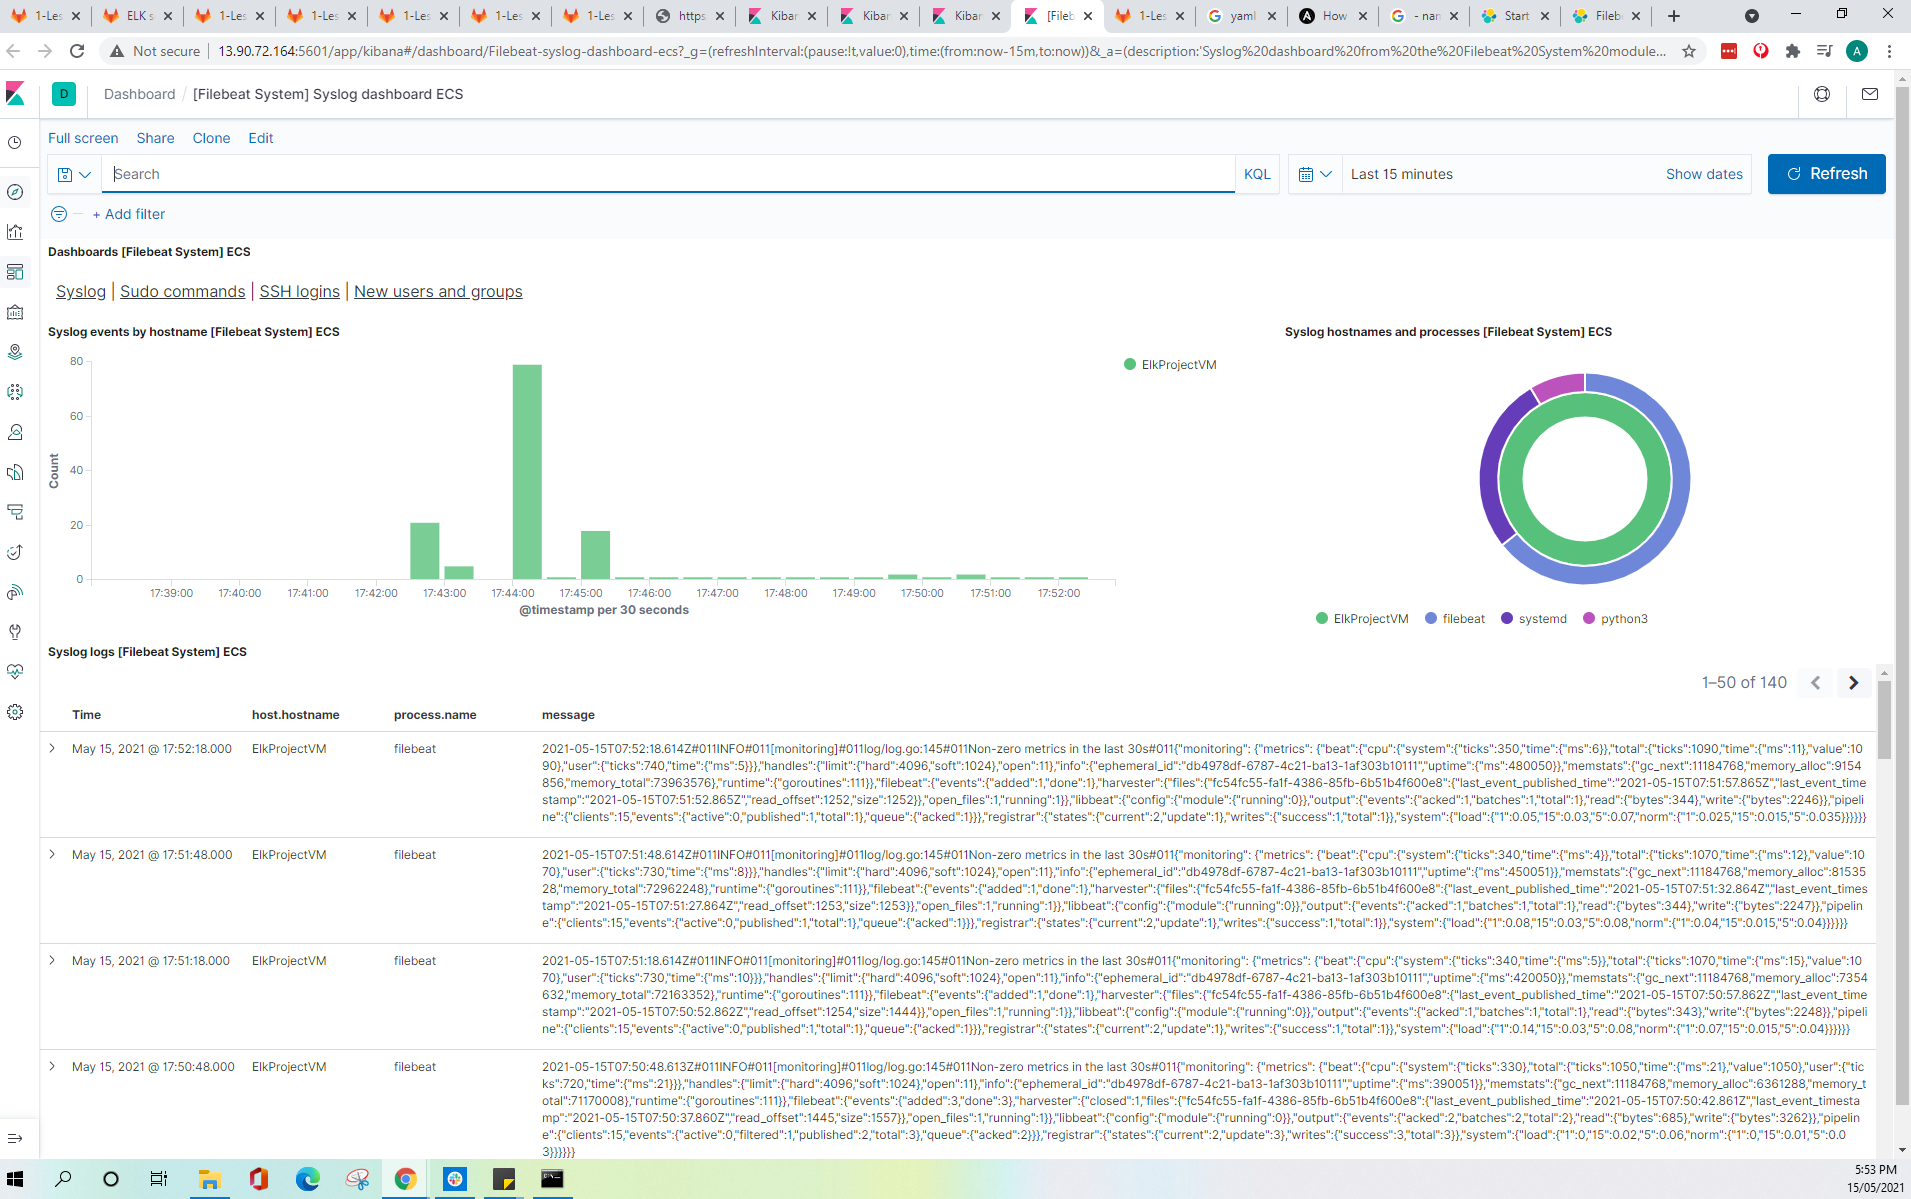 1-Les
ELK s
1-Les
1-Les
1-Les
1-Les
1-Les
https
Kibar
Kibar
Kibar
[Fileb
1-Les
yaml
How
- nan
Start
Fileb
Not secure
13.90.72.164:5601/app/kibana#/dashboard/Filebeat-syslog-dashboard-ecs?_g=(refreshInterval:(pause:!t,value:0),time:(from:now-15m,to:now))&_a=(description:'Syslog%20dashboard%20from%20the%20Filebeat%20System%20module...
A
D
Dashboard / [Filebeat System] Syslog dashboard ECS
Full screen Share Clone Edit
Search
KQL
Last 15 minutes
Show dates
Refresh
+ Add filter
Dashboards [Filebeat System] ECS
Syslog | Sudo commands | SSH logins | New users and groups
Syslog events by hostname [Filebeat System] ECS
80
60
40
20
0
Count
17:39:00 17:40:00 17:41:00 17:42:00 17:43:00 17:44:00 17:45:00 17:46:00 17:47:00 17:48:00 17:49:00 17:50:00 17:51:00 17:52:00
@timestamp per 30 seconds
ElkProjectVM
Syslog hostnames and processes [Filebeat System] ECS
ElkProjectVM filebeat systemd python3
Syslog logs [Filebeat System] ECS
1–50 of 140
Time host.hostname process.name message
May 15, 2021 @ 17:52:18.000 ElkProjectVM filebeat
2021-05-15T07:52:18.614Z#011INFO#011[monitoring]#011log/log.go:145#011Non-zero metrics in the last 30s#011{"monitoring": {"metrics": {"beat":{"cpu":{"system":{"ticks":350,"time":{"ms":6}},"total":{"ticks":1090,"time":{"ms":11},"value":10
90},"user":{"ticks":740,"time":{"ms":5}}},"handles":{"limit":{"hard":4096,"soft":1024},"open":11},"info":{"ephemeral_id":"db4978df-6787-4c21-ba13-1af303b10111","uptime":{"ms":480050}},"memstats":{"gc_next":11184768,"memory_alloc":9154
856,"memory_total":73963576},"runtime":{"goroutines":111}},"filebeat":{"events":{"added":1,"done":1},"harvester":{"files":{"fc54fc55-fa1f-4386-85fb-6b51b4f600e8":{"last_event_published_time":"2021-05-15T07:51:57.865Z","last_event_time
stamp":"2021-05-15T07:51:52.865Z","read_offset":1252,"size":1252}},"open_files":1,"running":1}},"libbeat":{"config":{"module":{"running":0}},"output":{"events":{"acked":1,"batches":1,"total":1},"read":{"bytes":344},"write":{"bytes":2246}},"pipeli
ne":{"clients":15,"events":{"active":0,"published":1,"total":1},"queue":{"acked":1}}},"registrar":{"states":{"current":2,"update":1},"writes":{"success":1,"total":1}},"system":{"load":{"1":0.05,"15":0.03,"5":0.07,"norm":{"1":0.025,"15":0.015,"5":0.035}}}}}}
May 15, 2021 @ 17:51:48.000 ElkProjectVM filebeat
2021-05-15T07:51:48.614Z#011INFO#011[monitoring]#011log/log.go:145#011Non-zero metrics in the last 30s#011{"monitoring": {"metrics": {"beat":{"cpu":{"system":{"ticks":340,"time":{"ms":4}},"total":{"ticks":1070,"time":{"ms":12},"value":10
70},"user":{"ticks":730,"time":{"ms":8}}},"handles":{"limit":{"hard":4096,"soft":1024},"open":11},"info":{"ephemeral_id":"db4978df-6787-4c21-ba13-1af303b10111","uptime":{"ms":450051}},"memstats":{"gc_next":11184768,"memory_alloc":81535
28,"memory_total":72962248},"runtime":{"goroutines":111}},"filebeat":{"events":{"added":1,"done":1},"harvester":{"files":{"fc54fc55-fa1f-4386-85fb-6b51b4f600e8":{"last_event_published_time":"2021-05-15T07:51:32.864Z","last_event_times
tamp":"2021-05-15T07:51:27.864Z","read_offset":1253,"size":1253}},"open_files":1,"running":1}},"libbeat":{"config":{"module":{"running":0}},"output":{"events":{"acked":1,"batches":1,"total":1},"read":{"bytes":344},"write":{"bytes":2247}},"pipelin
e":{"clients":15,"events":{"active":0,"published":1,"total":1},"queue":{"acked":1}}},"registrar":{"states":{"current":2,"update":1},"writes":{"success":1,"total":1}},"system":{"load":{"1":0.08,"15":0.03,"5":0.08,"norm":{"1":0.04,"15":0.015,"5":0.04}}}}}}
May 15, 2021 @ 17:51:18.000 ElkProjectVM filebeat
2021-05-15T07:51:18.614Z#011INFO#011[monitoring]#011log/log.go:145#011Non-zero metrics in the last 30s#011{"monitoring": {"metrics": {"beat":{"cpu":{"system":{"ticks":340,"time":{"ms":5}},"total":{"ticks":1070,"time":{"ms":15},"value":10
70},"user":{"ticks":730,"time":{"ms":10}}},"handles":{"limit":{"hard":4096,"soft":1024},"open":11},"info":{"ephemeral_id":"db4978df-6787-4c21-ba13-1af303b10111","uptime":{"ms":420050}},"memstats":{"gc_next":11184768,"memory_alloc":7354
632,"memory_total":72163352},"runtime":{"goroutines":111}},"filebeat":{"events":{"added":1,"done":1},"harvester":{"files":{"fc54fc55-fa1f-4386-85fb-6b51b4f600e8":{"last_event_published_time":"2021-05-15T07:50:57.862Z","last_event_time
stamp":"2021-05-15T07:50:52.862Z","read_offset":1254,"size":1444}},"open_files":1,"running":1}},"libbeat":{"config":{"module":{"running":0}},"output":{"events":{"acked":1,"batches":1,"total":1},"read":{"bytes":343},"write":{"bytes":2248}},"pipeli
ne":{"clients":15,"events":{"active":0,"published":1,"total":1},"queue":{"acked":1}}},"registrar":{"states":{"current":2,"update":1},"writes":{"success":1,"total":1}},"system":{"load":{"1":0.14,"15":0.03,"5":0.08,"norm":{"1":0.07,"15":0.015,"5":0.04}}}}}}
May 15, 2021 @ 17:50:48.000 ElkProjectVM filebeat
2021-05-15T07:50:48.613Z#011INFO#011[monitoring]#011log/log.go:145#011Non-zero metrics in the last 30s#011{"monitoring": {"metrics": {"beat":{"cpu":{"system":{"ticks":330},"total":{"ticks":1050,"time":{"ms":21},"value":1050},"user":{"tic
ks":720,"time":{"ms":21}}},"handles":{"limit":{"hard":4096,"soft":1024},"open":11},"info":{"ephemeral_id":"db4978df-6787-4c21-ba13-1af303b10111","uptime":{"ms":390051}},"memstats":{"gc_next":11184768,"memory_alloc":6361288,"memory_to
tal":71170008},"runtime":{"goroutines":111}},"filebeat":{"events":{"added":3,"done":3},"harvester":{"closed":1,"files":{"fc54fc55-fa1f-4386-85fb-6b51b4f600e8":{"last_event_published_time":"2021-05-15T07:50:42.861Z","last_event_timesta
mp":"2021-05-15T07:50:37.860Z","read_offset":1445,"size":1557}},"open_files":1,"running":1}},"libbeat":{"config":{"module":{"running":0}},"output":{"events":{"acked":2,"batches":2,"total":2},"read":{"bytes":685},"write":{"bytes":3262}},"pipelin
e":{"clients":15,"events":{"active":0,"filtered":1,"published":2,"total":3},"queue":{"acked":2}}},"registrar":{"states":{"current":2,"update":3},"writes":{"success":3,"total":3}},"system":{"load":{"1":0,"15":0.02,"5":0.06,"norm":{"1":0,"15":0.01,"5":0.0
3}}}}}}
5:53 PM
15/05/2021